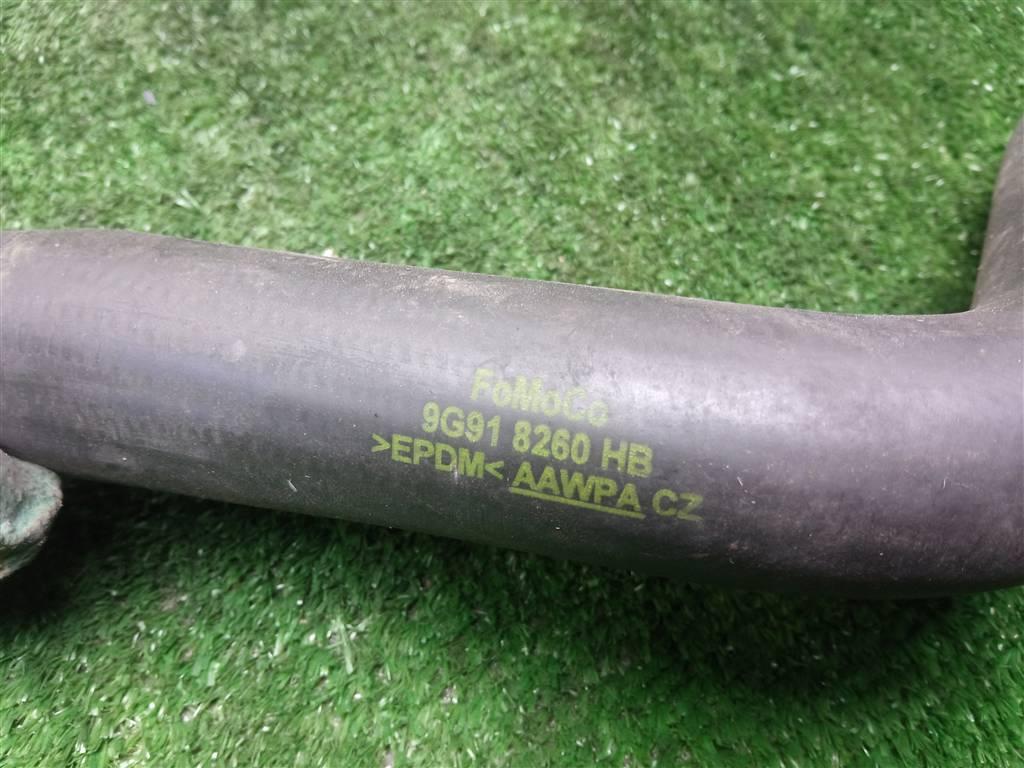 FoMoCo
9G91 8260 HB
>EPDM< AAWPA CZ